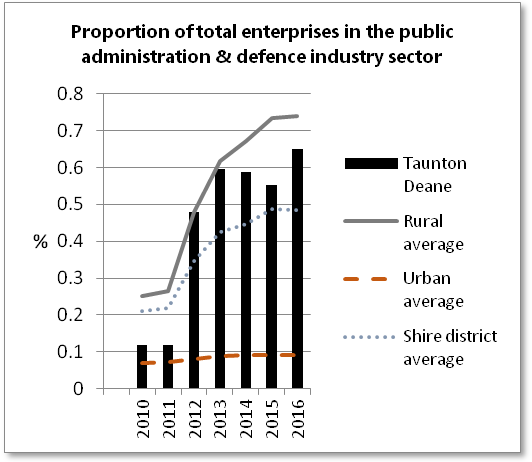 Proportion of total enterprises in the public
administration & defence industry sector
0.8
0.7
0.6
0.5
0.4
0.3
0.2
0.1
0
%
2010
2011
2012
2013
2014
2015
2016
Taunton
Deane
Rural
average
Urban
average
Shire district
average